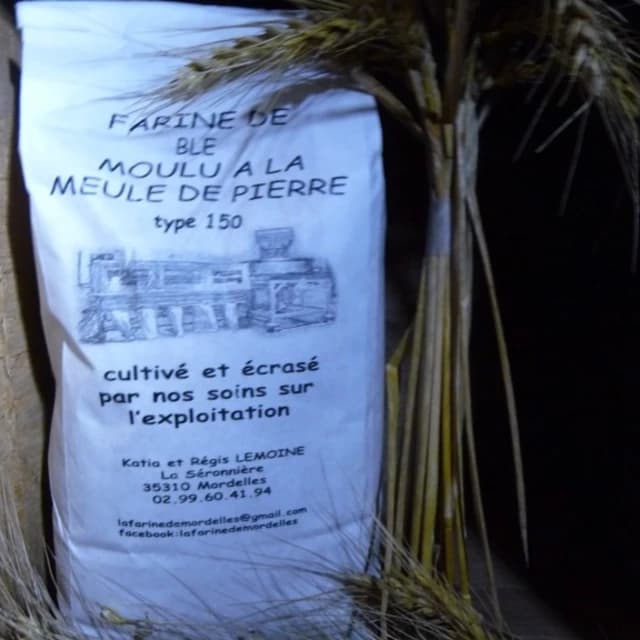 FARINE DE
BLE
MOULU A LA
MEULE DE PIERRE
type 150
cultivé et écrasé
par nos soins sur
l'exploitation
Katia et Régis LEMOINE
La Séronnière
35310 Mordelles
02.99.60.41.94
lafarinedemordelles@gmail.com
facebook:lafarinedemordelles